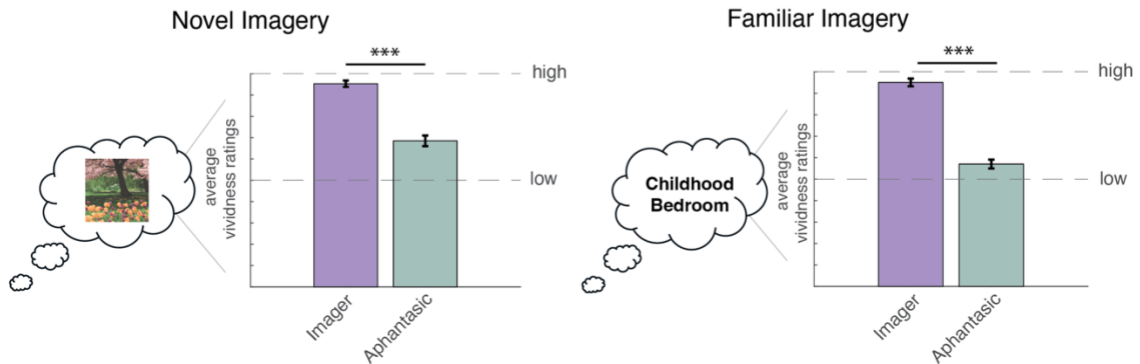 Novel Imagery
***
high
low
average
vividness ratings
Imager
Aphantasic
Familiar Imagery
***
high
low
Childhood
Bedroom
average
vividness ratings
Imager
Aphantasic